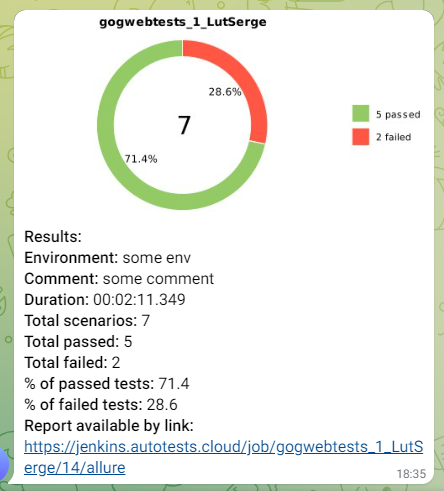 gogwebtests_1_LutSerge
28.6%
7
71.4%
5 passed
2 failed
Results:
Environment: some env
Comment: some comment
Duration: 00:02:11.349
Total scenarios: 7
Total passed: 5
Total failed: 2
% of passed tests: 71.4
% of failed tests: 28.6
Report available by link:
https://jenkins.autotests.cloud/job/gogwebtests_1_LutS
erge/14/allure
18:35